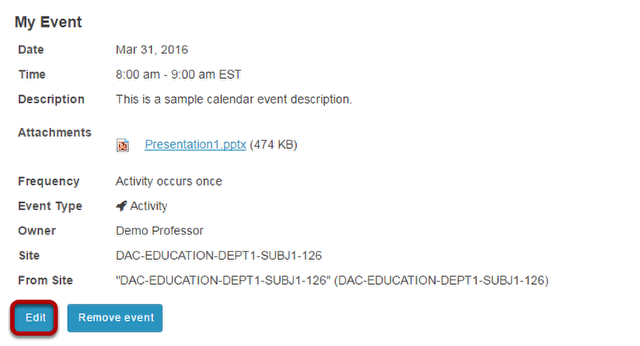 My Event
Date Mar 31, 2016
Time 8:00 am - 9:00 am EST
Description This is a sample calendar event description.
Attachments Presentation1.pptx (474 KB)
Frequency Activity occurs once
Event Type Activity
Owner Demo Professor
Site DAC-EDUCATION-DEPT1-SUBJ1-126
From Site "DAC-EDUCATION-DEPT1-SUBJ1-126" (DAC-EDUCATION-DEPT1-SUBJ1-126)
Edit Remove event